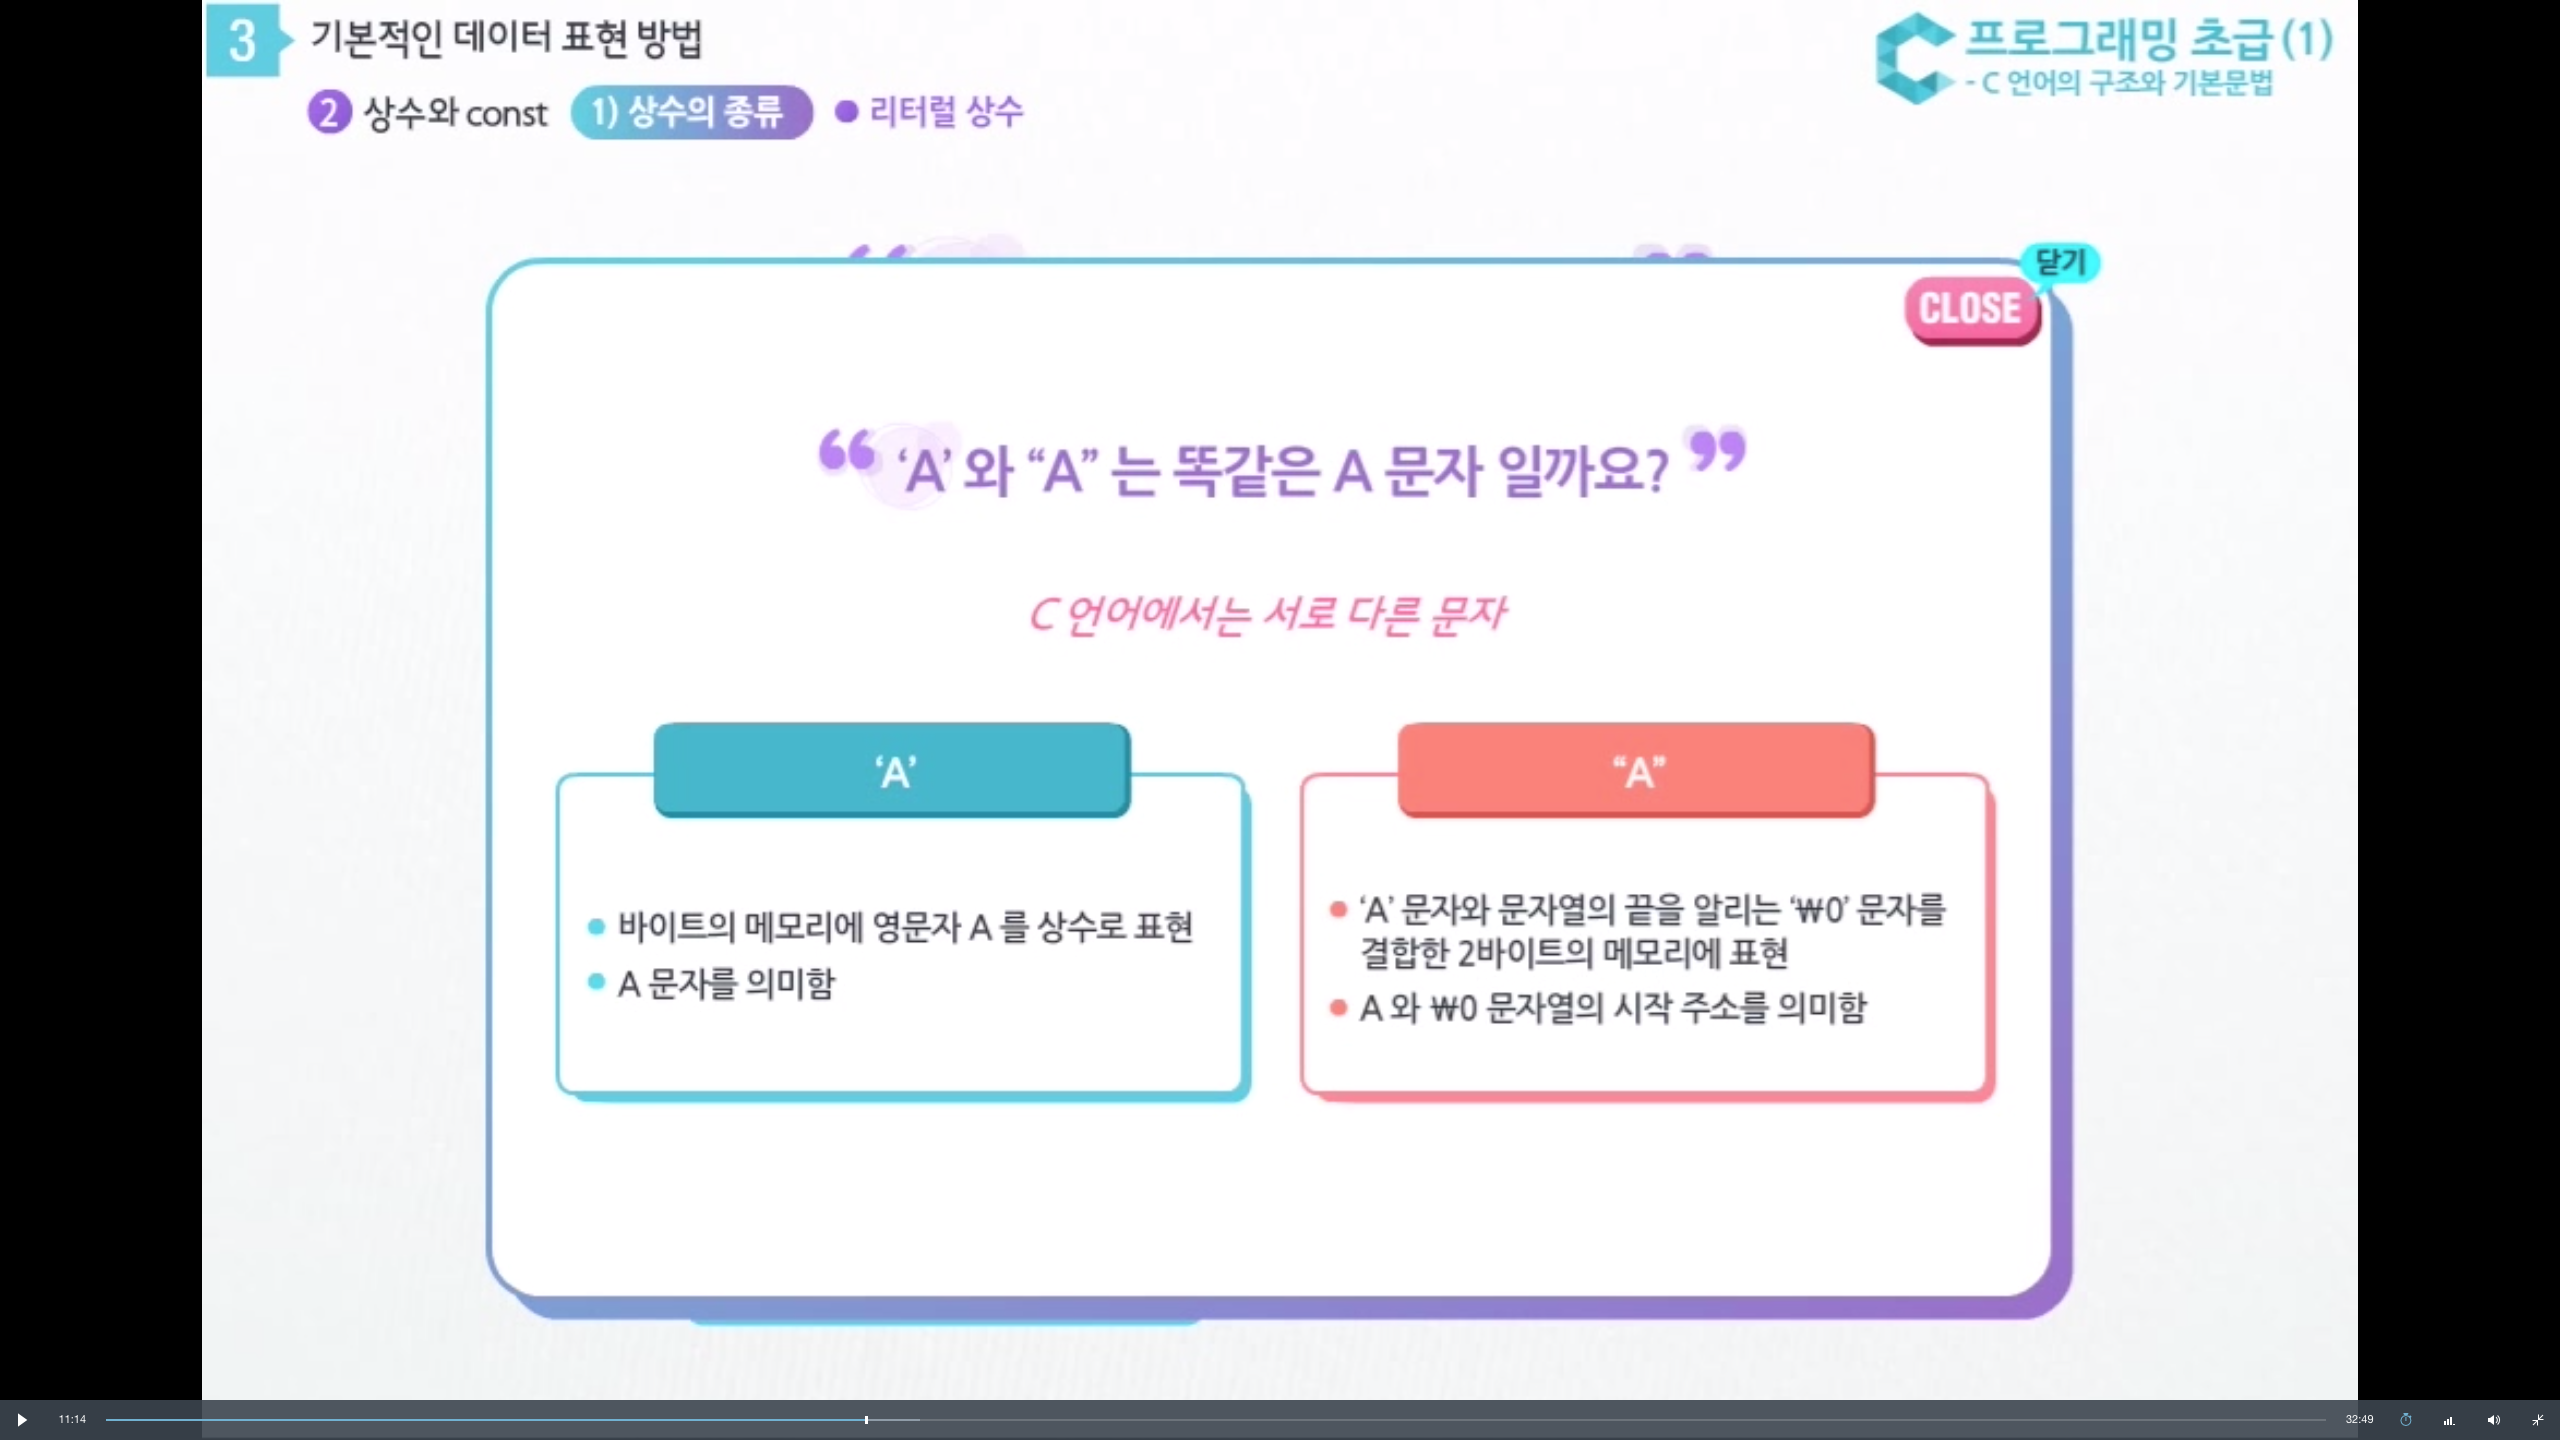 3 기본적인 데이터 표현 방법
프로그래밍 초급(1)
- C 언어의 구조와 기본문법
2 상수와 const 1) 상수의 종류 ● 리터럴 상수
닫기
CLOSE
“ ‘A’ 와 “A” 는 똑같은 A 문자 일까요? ”
C 언어에서는 서로 다른 문자
‘A’
● 바이트의 메모리에 영문자 A 를 상수로 표현
● A 문자를 의미함
“A”
● ‘A’ 문자와 문자열의 끝을 알리는 ‘₩0’ 문자를
결합한 2바이트의 메모리에 표현
● A 와 ₩0 문자열의 시작 주소를 의미함
11:14
32:49